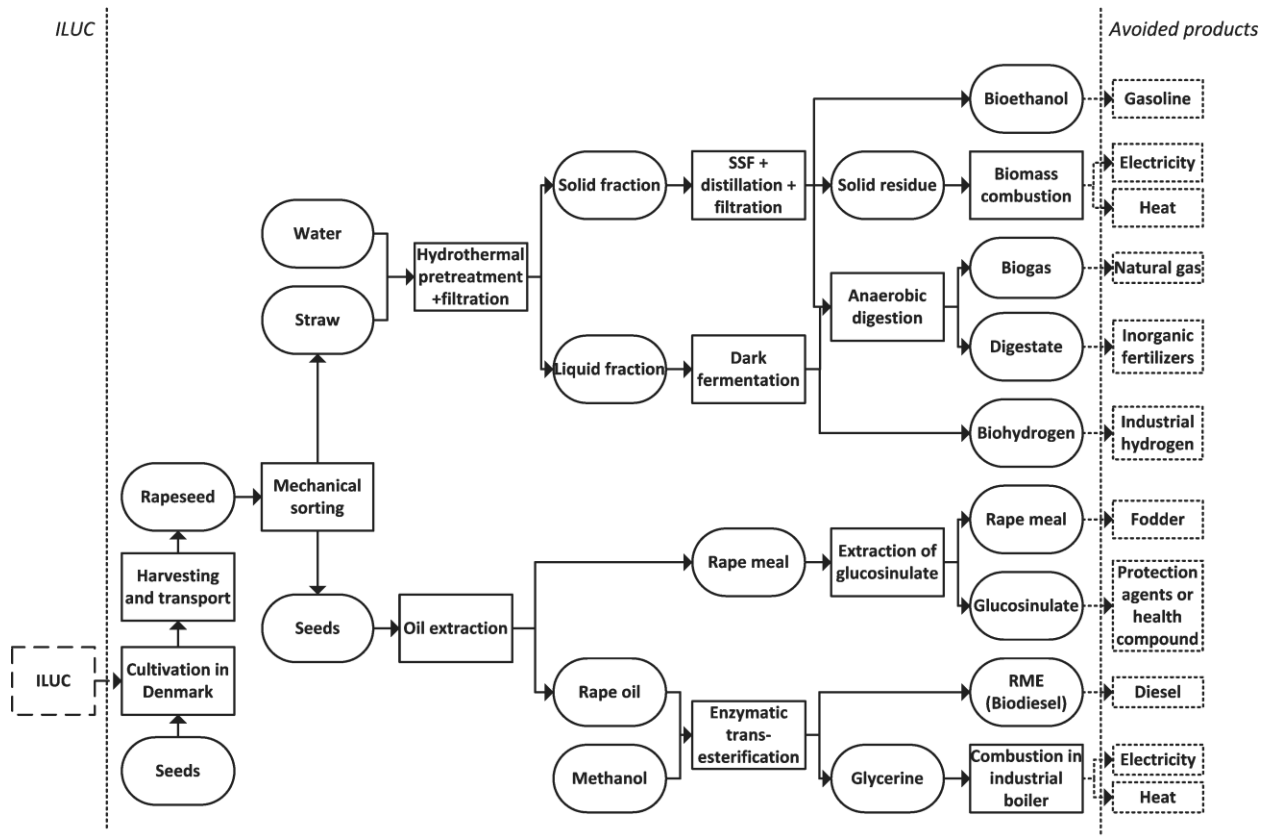 ILUC
Avoided products
Bioethanol
Gasoline
Solid fraction
SSF +
distillation +
filtration
Solid residue
Biomass
combustion
Electricity
Heat
Water
Straw
Hydrothermal
pretreatment
+filtration
Anaerobic
digestion
Biogas
Natural gas
Digestate
Inorganic
fertilizers
Liquid fraction
Dark
fermentation
Biohydrogen
Industrial
hydrogen
Rapeseed
Mechanical
sorting
Rape meal
Extraction of
glucosinulate
Rape meal
Fodder
Harvesting
and transport
Glucosinulate
Protection
agents or
health
compound
Seeds
Oil extraction
ILUC
Cultivation in
Denmark
Rape oil
Enzymatic
trans-
esterification
RME
(Biodiesel)
Diesel
Seeds
Methanol
Glycerine
Combustion in
industrial
boiler
Electricity
Heat